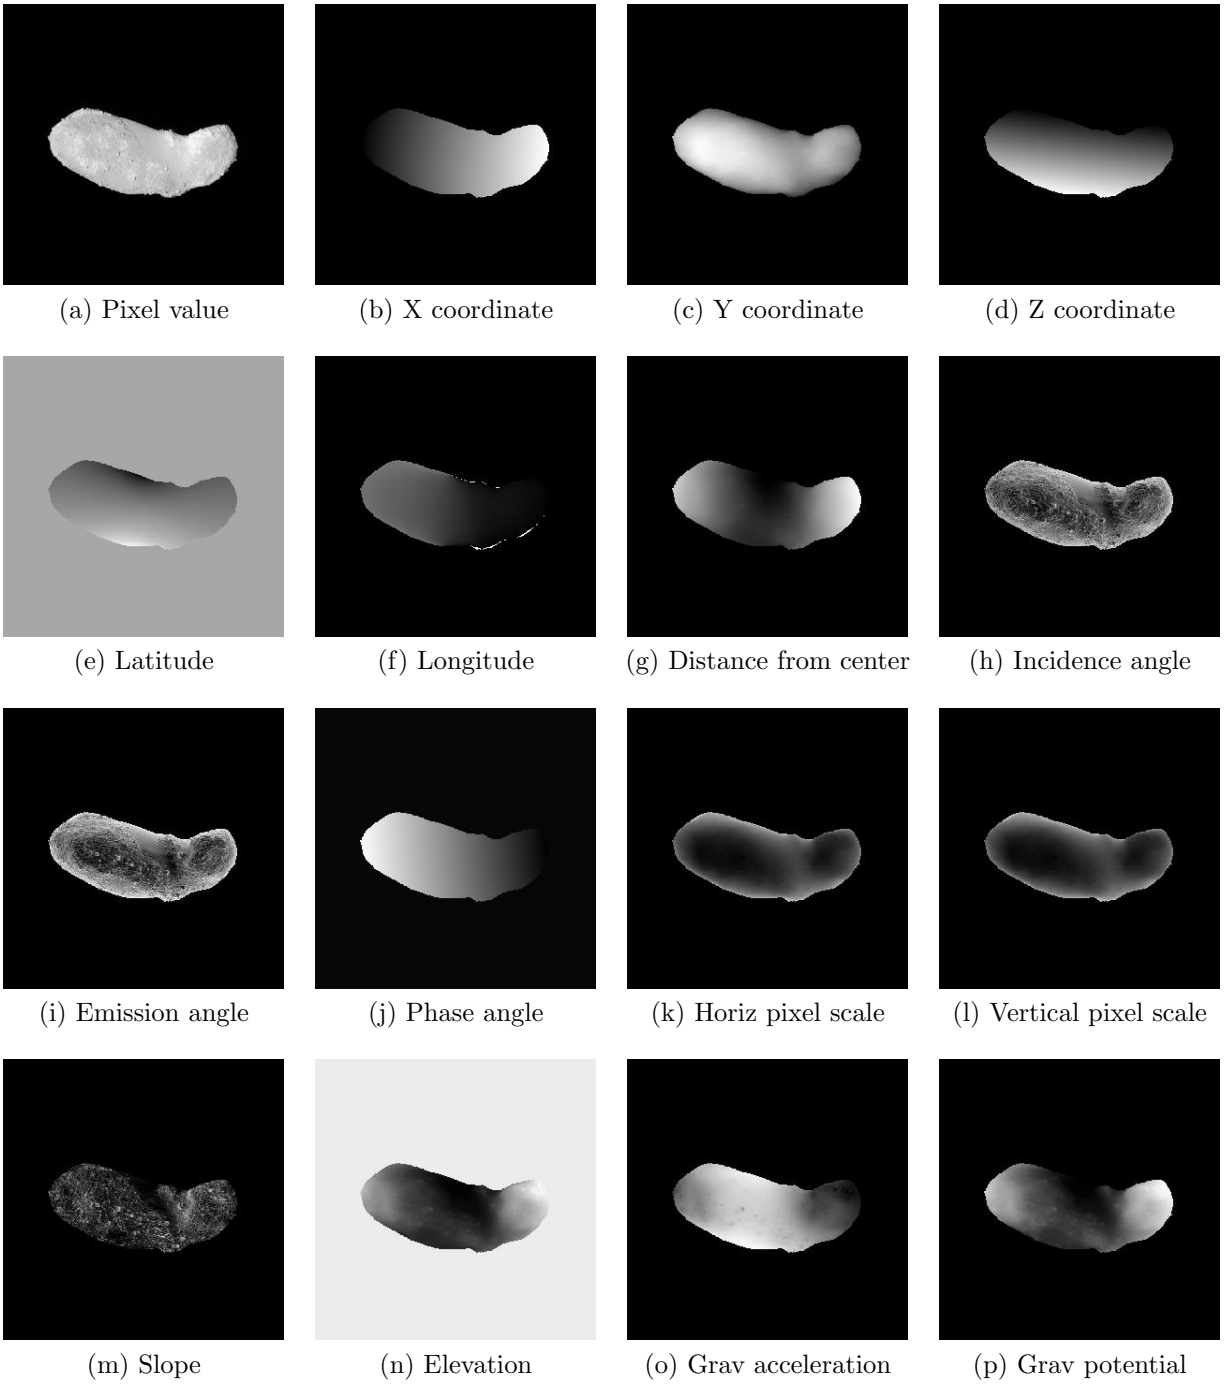 (a) Pixel value
(b) X coordinate
(c) Y coordinate
(d) Z coordinate
(e) Latitude
(f) Longitude
(g) Distance from center
(h) Incidence angle
(i) Emission angle
(j) Phase angle
(k) Horiz pixel scale
(l) Vertical pixel scale
(m) Slope
(n) Elevation
(o) Grav acceleration
(p) Grav potential